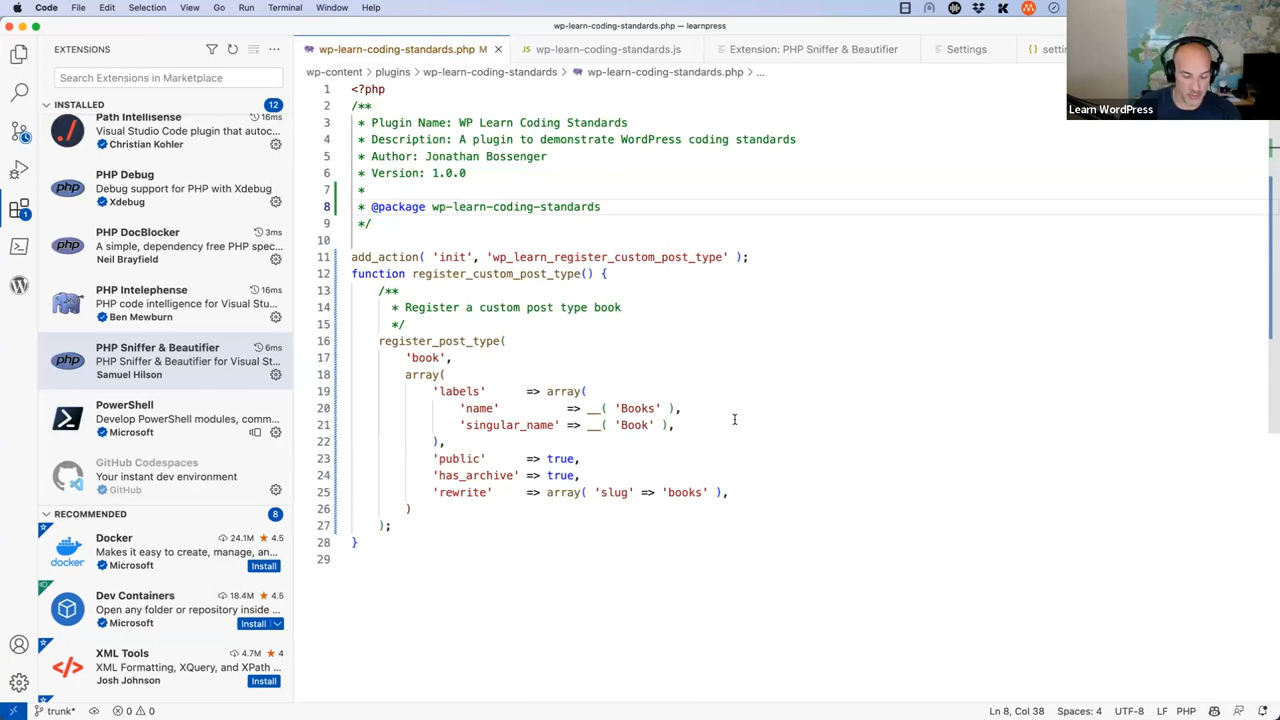 Code File Edit Selection View Go Run Terminal Window Help
wp-learn-coding-standards.php — learnpress
EXTENSIONS
Search Extensions in Marketplace
INSTALLED 12
Path Intellisense 16ms
Visual Studio Code plugin that autoc...
Christian Kohler
PHP Debug
Debug support for PHP with Xdebug
Xdebug
PHP DocBlocker 3ms
A simple, dependency free PHP spec...
Neil Brayfield
PHP Intelephense 16ms
PHP code intelligence for Visual Stu...
Ben Mewburn
PHP Sniffer & Beautifier 6ms
PHP Sniffer & Beautifier for Visual St...
Samuel Hilson
PowerShell
Develop PowerShell modules, comm...
Microsoft
GitHub Codespaces
Your instant dev environment
GitHub
RECOMMENDED 8
Docker 24.1M 4.5
Makes it easy to create, manage, an...
Microsoft Install
Dev Containers 18.4M 4.5
Open any folder or repository inside ...
Microsoft Install
XML Tools 4.7M 4
XML Formatting, XQuery, and XPath ...
Josh Johnson Install
wp-learn-coding-standards.php M wp-learn-coding-standards.js Extension: PHP Sniffer & Beautifier Settings setti
wp-content > plugins > wp-learn-coding-standards > wp-learn-coding-standards.php > ...
1 <?php
2 /**
3 * Plugin Name: WP Learn Coding Standards
4 * Description: A plugin to demonstrate WordPress coding standards
5 * Author: Jonathan Bossenger
6 * Version: 1.0.0
7 *
8 * @package wp-learn-coding-standards
9 */
10
11 add_action( 'init', 'wp_learn_register_custom_post_type' );
12 function register_custom_post_type() {
13 /**
14 * Register a custom post type book
15 */
16 register_post_type(
17 'book',
18 array(
19 'labels' => array(
20 'name' => __( 'Books' ),
21 'singular_name' => __( 'Book' ),
22 ),
23 'public' => true,
24 'has_archive' => true,
25 'rewrite' => array( 'slug' => 'books' ),
26 )
27 );
28 }
29
Learn WordPress
1
php
php
php
php
docker
trunk* 0 0 Ln 8, Col 38 Spaces: 4 UTF-8 LF PHP